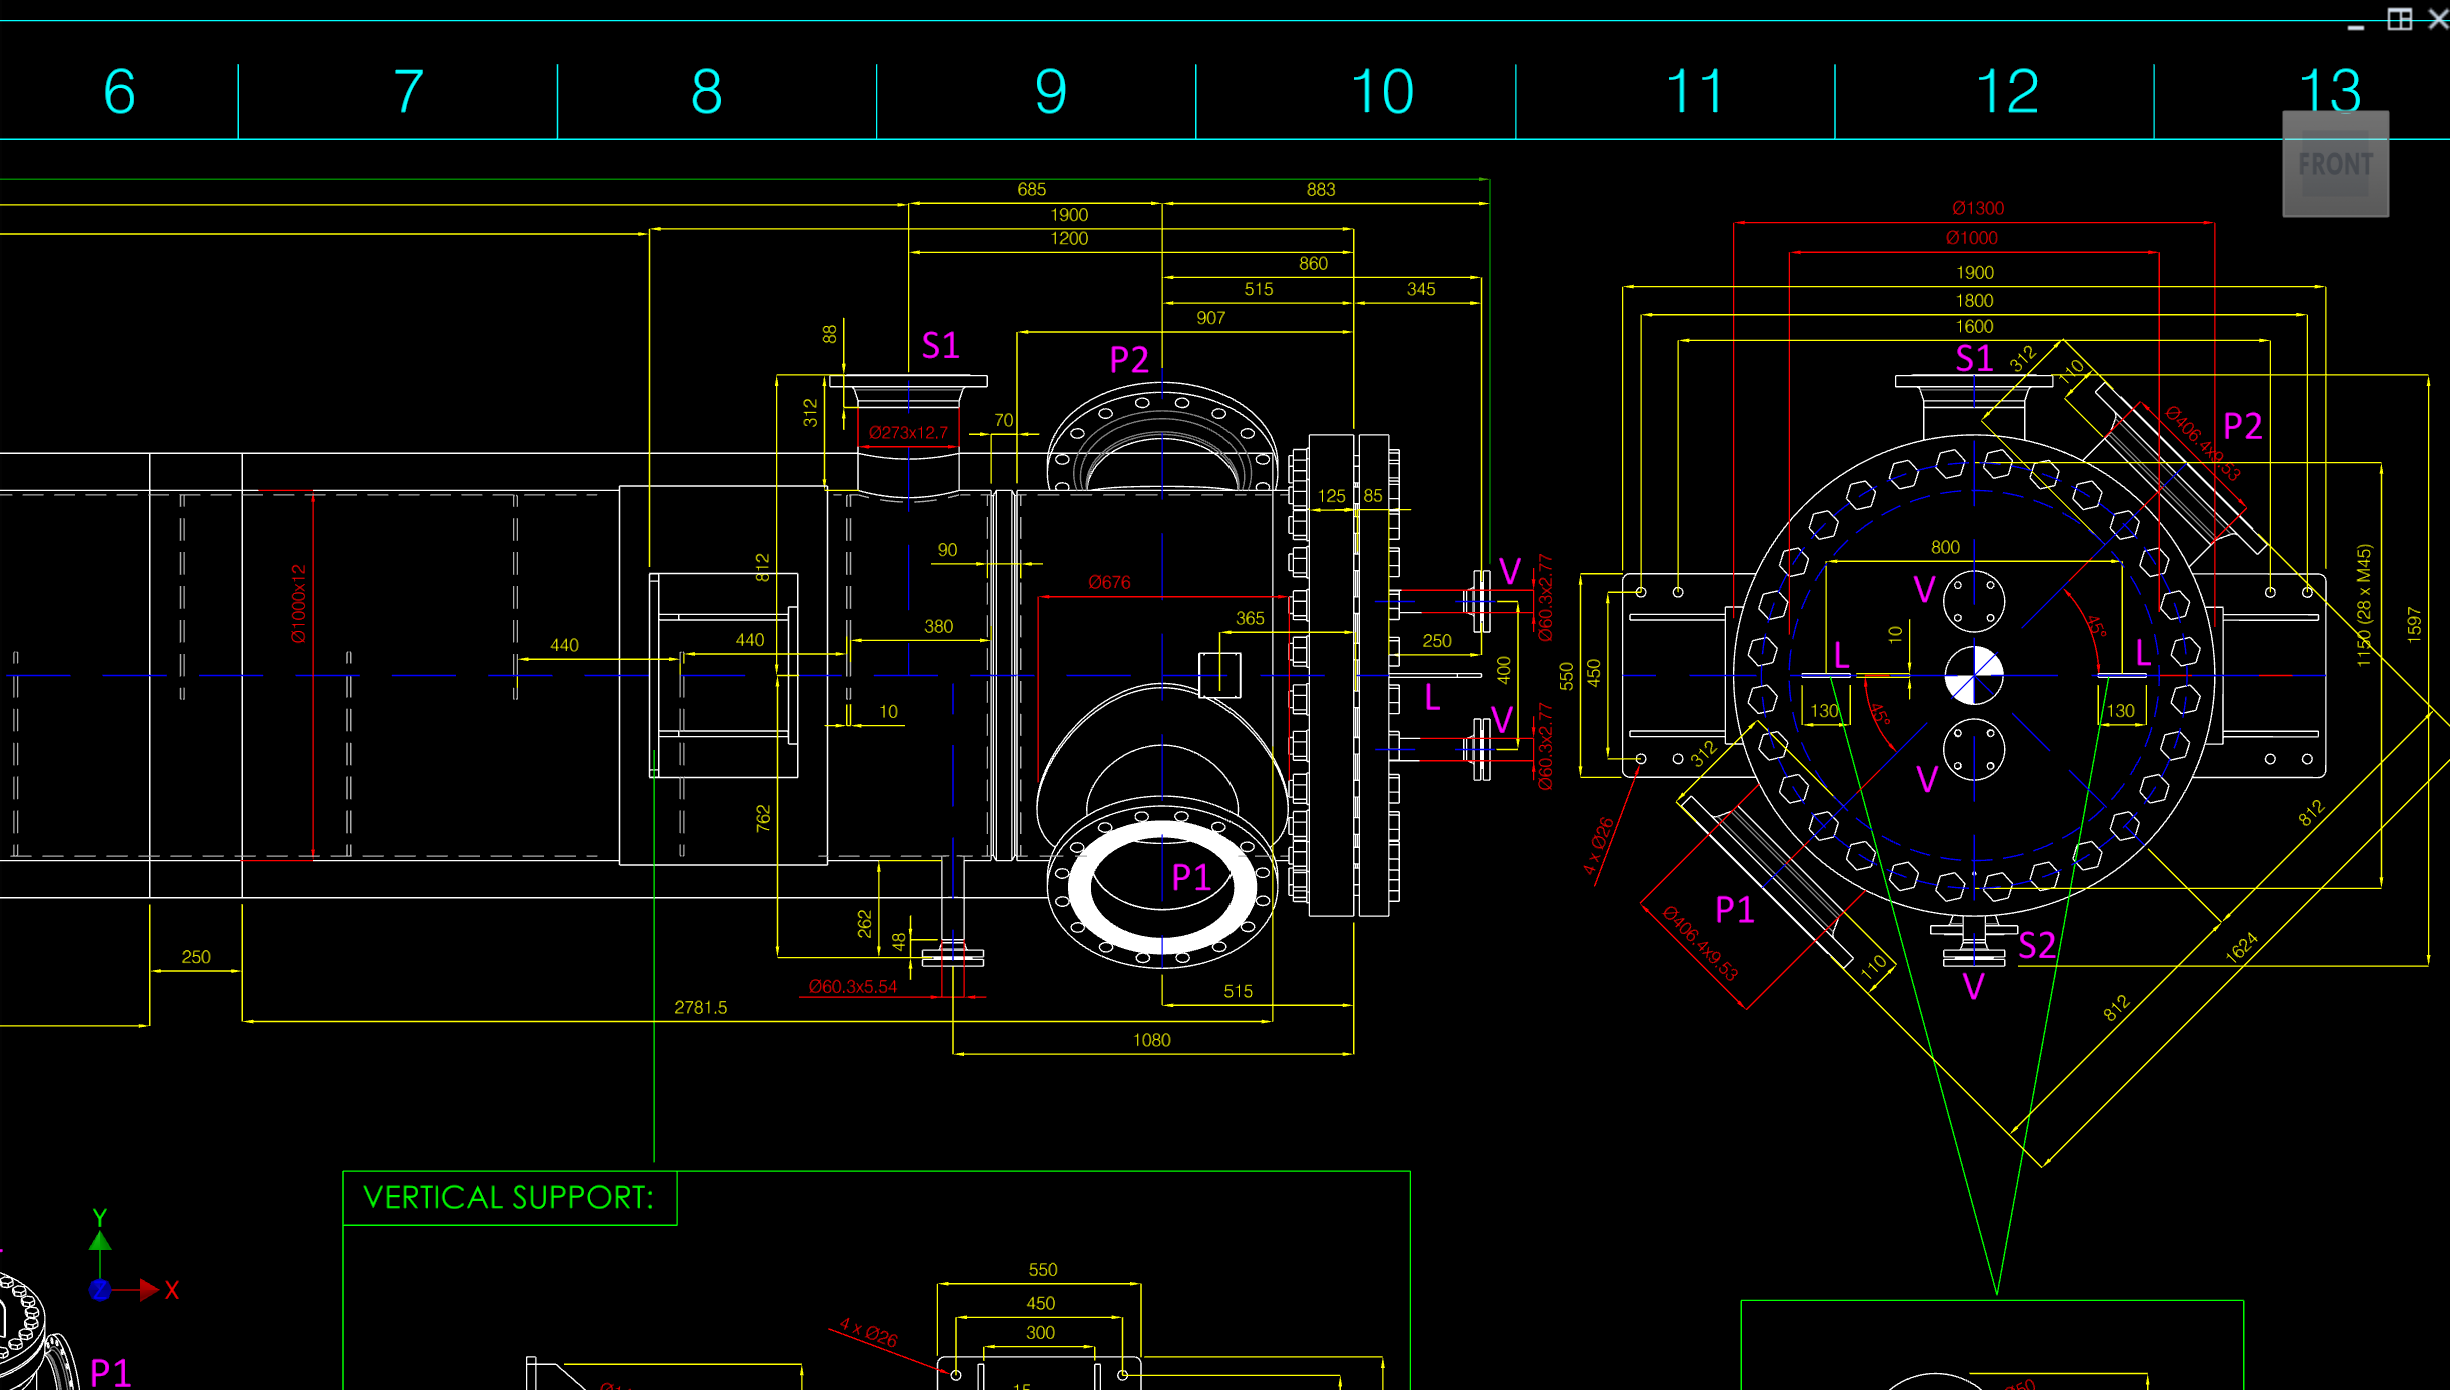 6 7 8 9 10 11 12 13
FRONT
685 883
1900
1200
860
515 345
907
88
S1
P2
312
Ø273x12.7
70
125 85
812
90
Ø676
Ø1000x12
440
440
380
365
10
250
400
V
Ø60.3x2.77
L
V
Ø60.3x2.77
762
P1
262
48
Ø60.3x5.54
250
2781.5
515
1080
Ø1300
Ø1000
1900
1800
1600
S1
312
110
Ø406.4x9.53
P2
800
V
10
45°
L
L
550
450
130
130
45°
V
312
4 x Ø26
P1
Ø406.4x9.53
110
S2
V
1150 (28 x M45)
1597
812
1624
812
VERTICAL SUPPORT:
Y
X
Z
P1
550
450
300
4 x Ø26
15